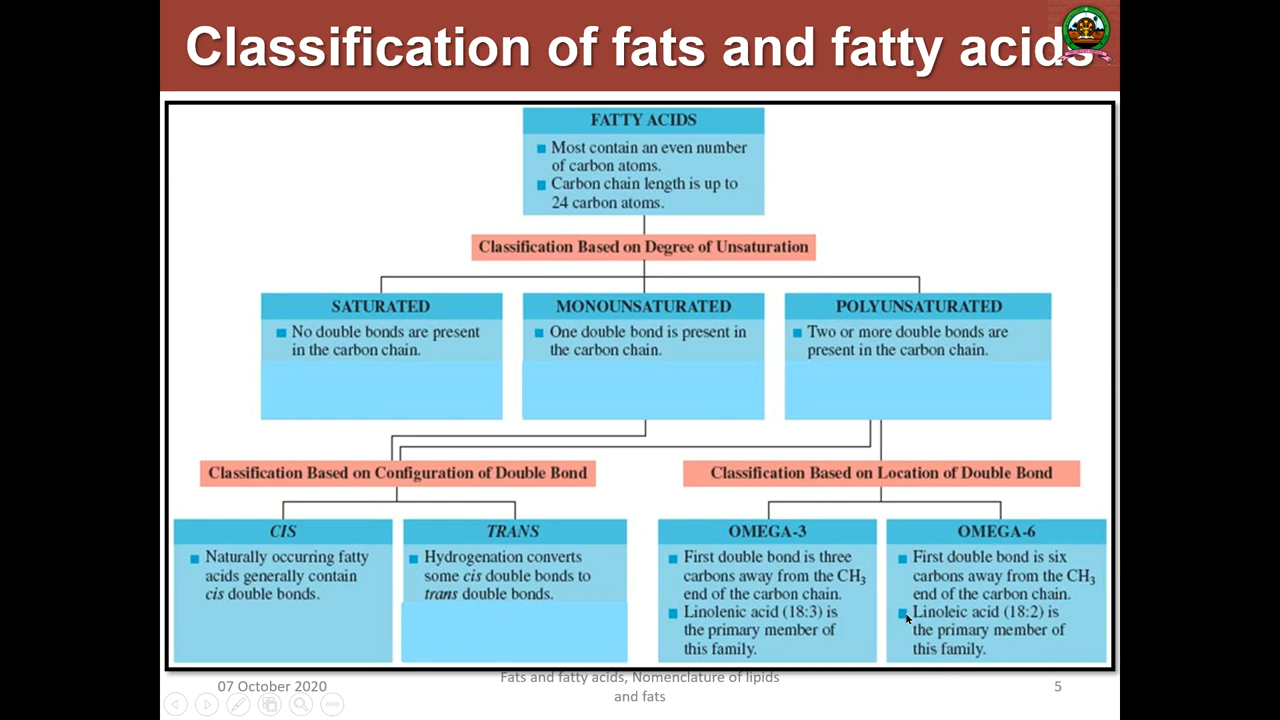 Classification of fats and fatty acids
FATTY ACIDS
Most contain an even number
of carbon atoms.
Carbon chain length is up to
24 carbon atoms.
Classification Based on Degree of Unsaturation
SATURATED
No double bonds are present
in the carbon chain.
MONOUNSATURATED
One double bond is present in
the carbon chain.
POLYUNSATURATED
Two or more double bonds are
present in the carbon chain.
Classification Based on Configuration of Double Bond
Classification Based on Location of Double Bond
CIS
Naturally occurring fatty
acids generally contain
cis double bonds.
TRANS
Hydrogenation converts
some cis double bonds to
trans double bonds.
OMEGA-3
First double bond is three
carbons away from the CH₃
end of the carbon chain.
Linolenic acid (18:3) is
the primary member of
this family.
OMEGA-6
First double bond is six
carbons away from the CH₃
end of the carbon chain.
Linoleic acid (18:2) is
the primary member of
this family.
07 October 2020
Fats and fatty acids, Nomenclature of lipids
and fats
5